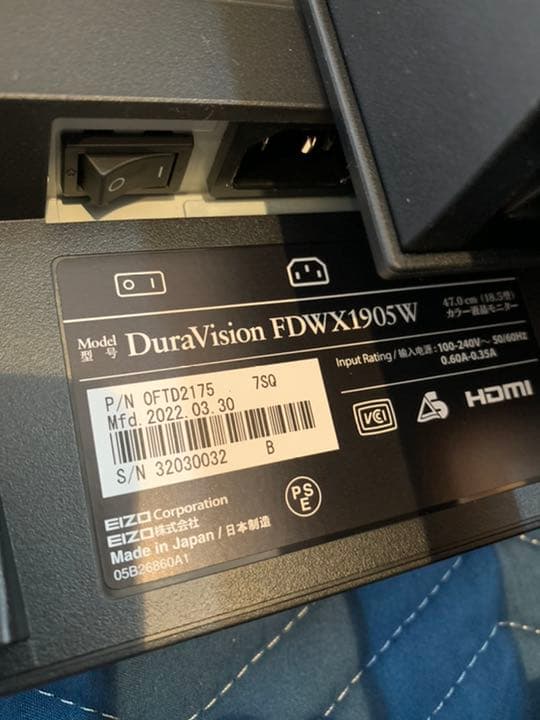 O I
O I
Model 型 号 DuraVision FDWX1905W 47.0 cm (18.5型) カラー液晶モニター
Input Rating / 输入电源 : 100-240V～ 50/60Hz
0.60A-0.35A
P/N 0FTD2175 7SQ
Mfd. 2022.03.30
S/N 32030032 B
VCI
HDMI
PSE
EIZO Corporation
EIZO株式会社
Made in Japan / 日本制造
05B26860A1